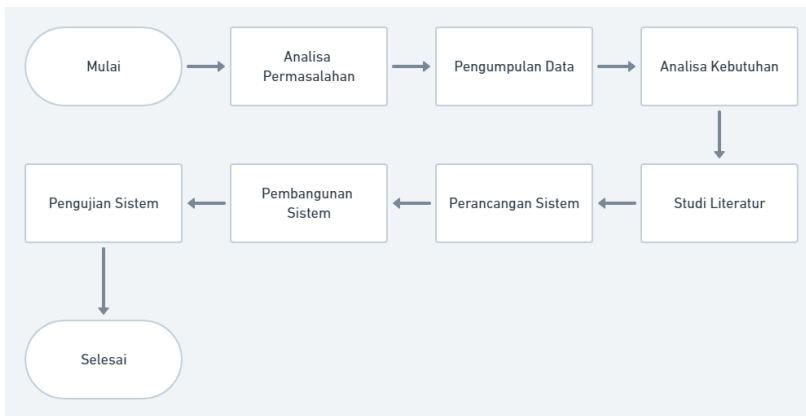 Mulai
Analisa
Permasalahan
Pengumpulan Data
Analisa Kebutuhan
Studi Literatur
Perancangan Sistem
Pembangunan
Sistem
Pengujian Sistem
Selesai